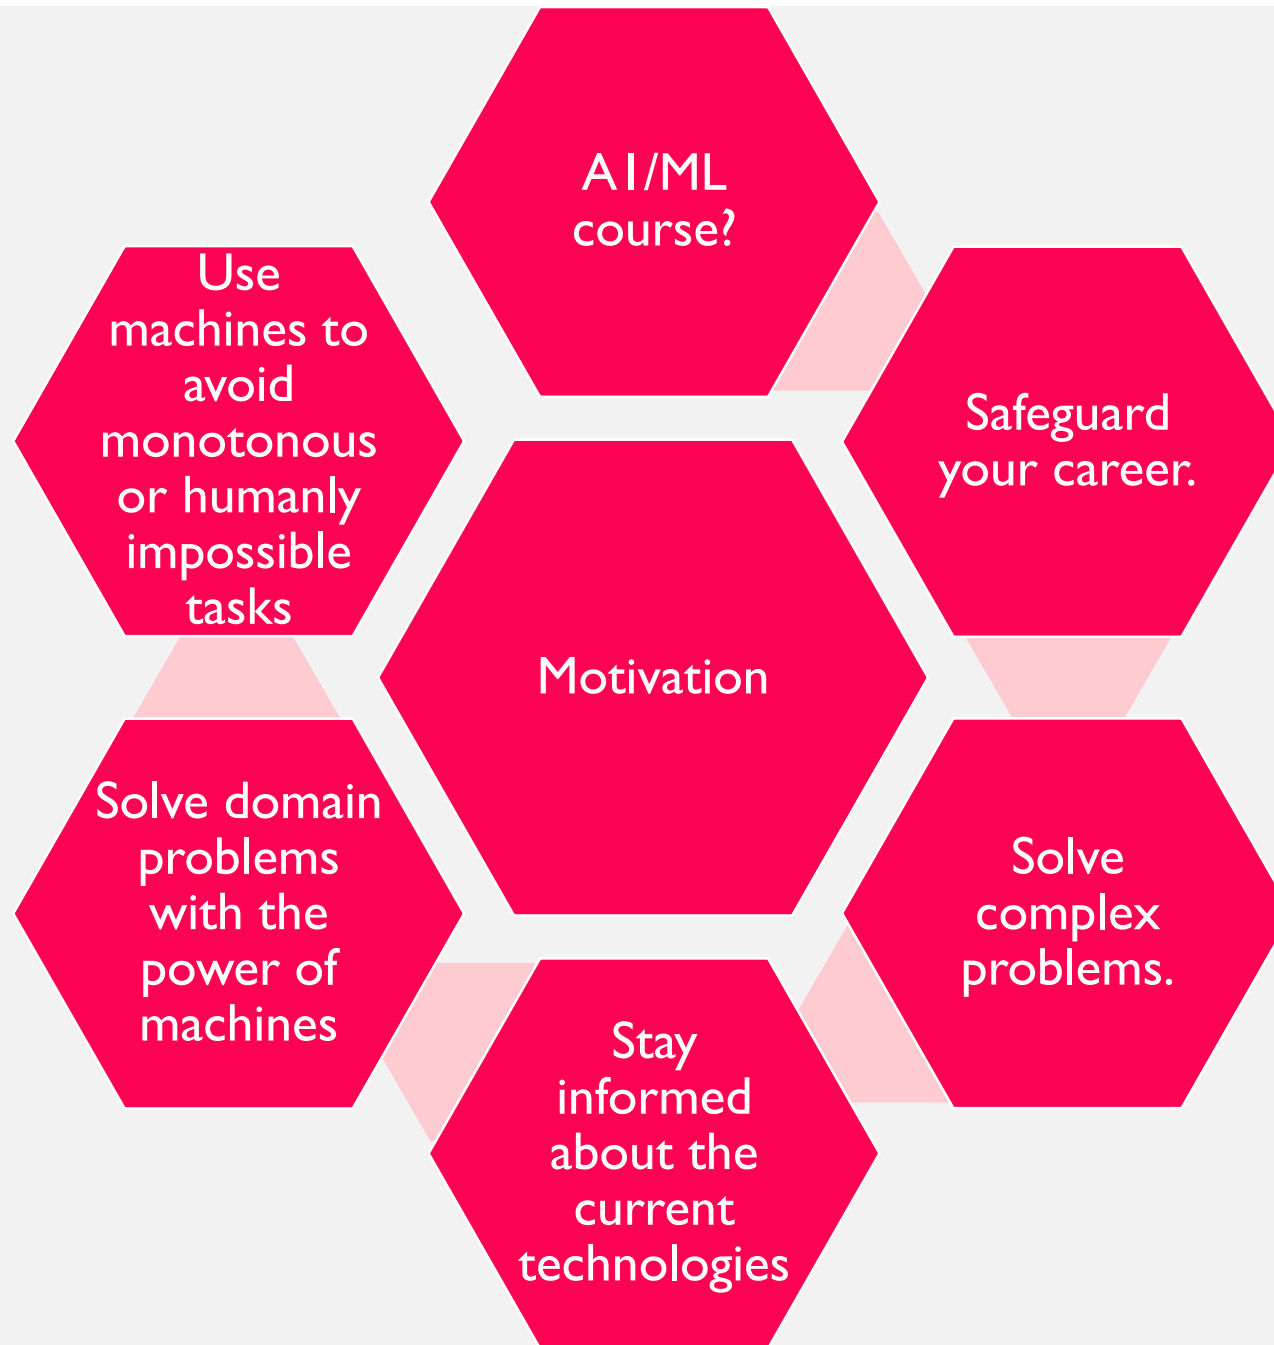 AI/ML
course?
Safeguard
your career.
Solve
complex
problems.
Stay
informed
about the
current
technologies
Solve domain
problems
with the
power of
machines
Use
machines to
avoid
monotonous
or humanly
impossible
tasks
Motivation